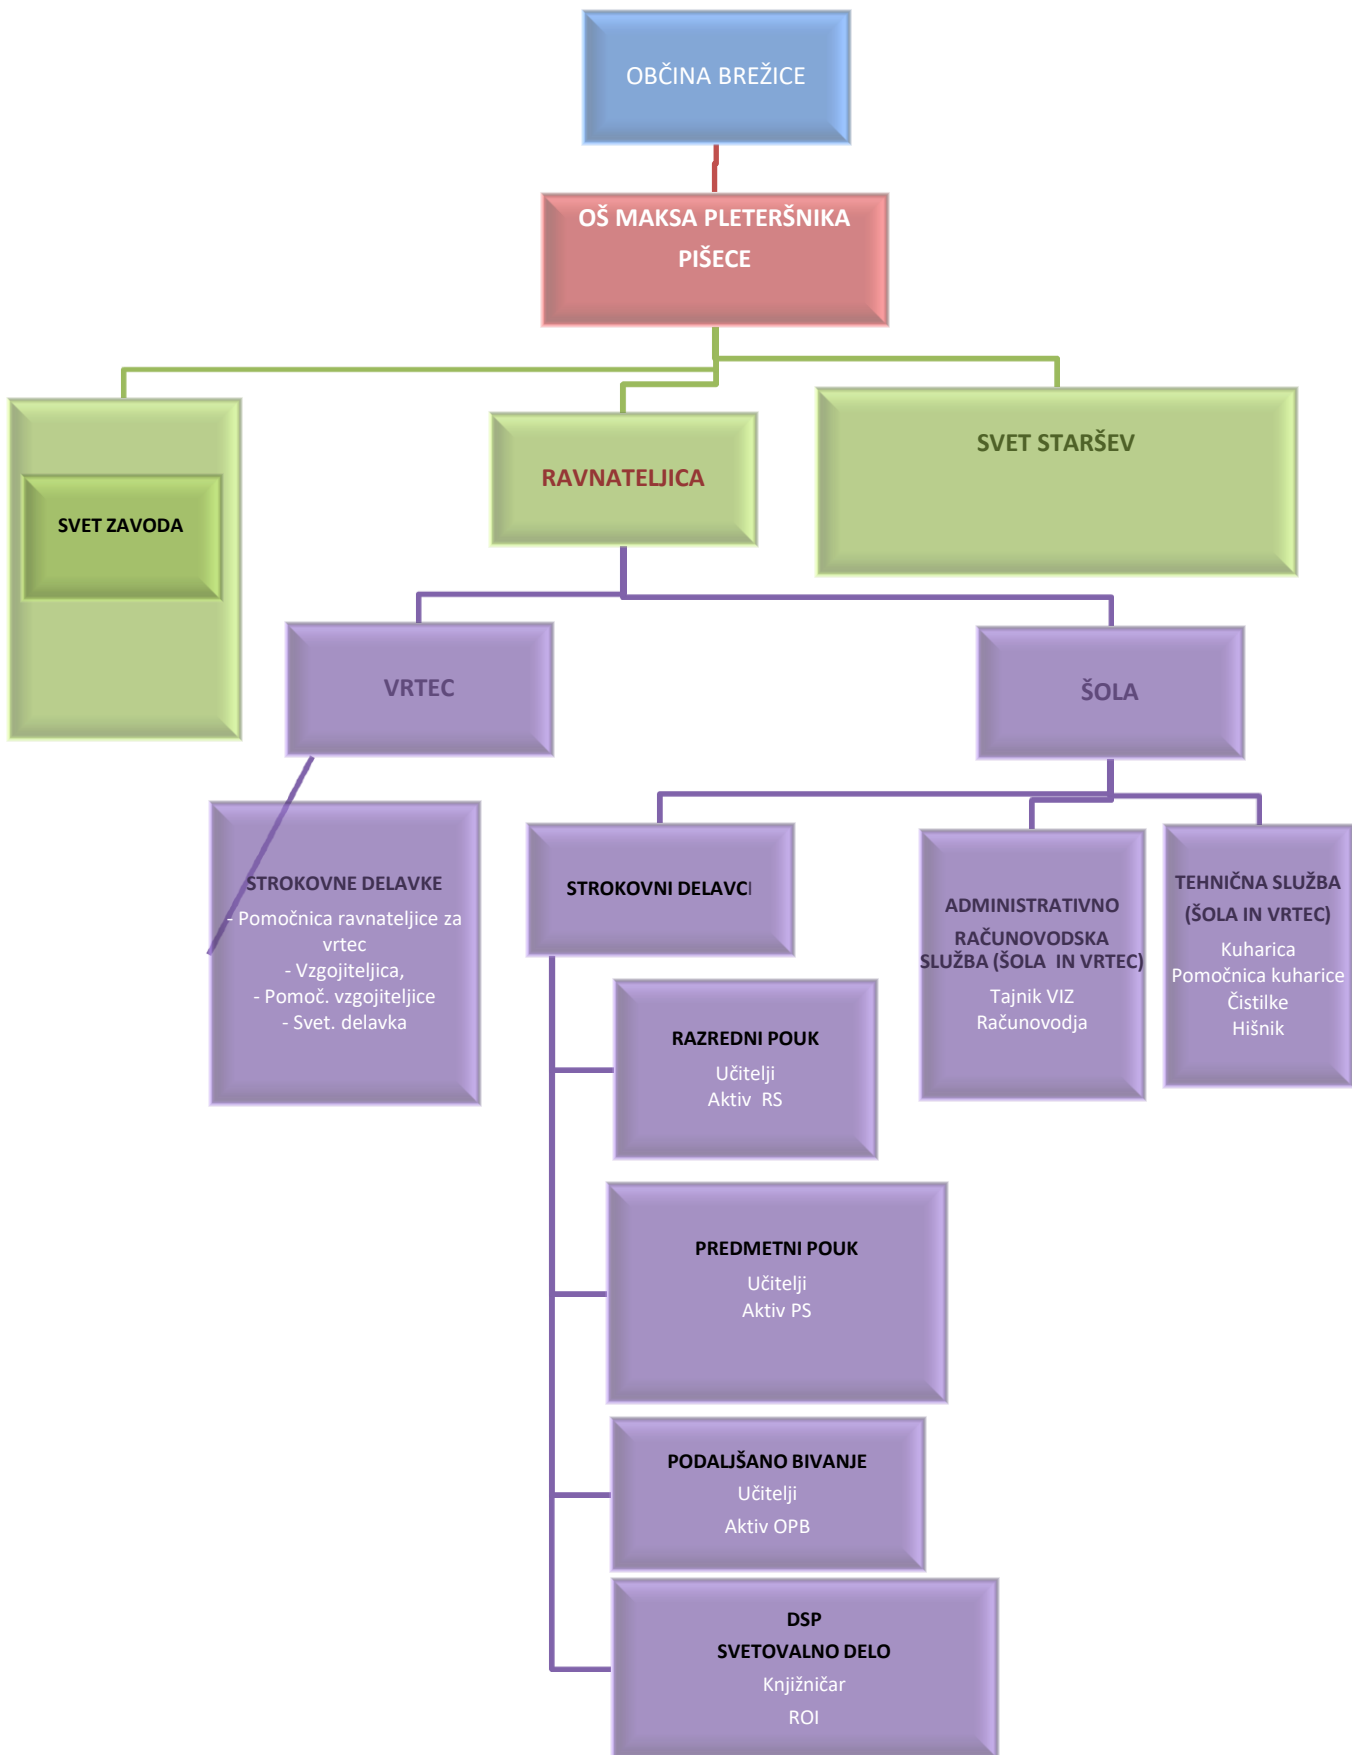 OBČINA BREŽICE
OŠ MAKSA PLETERŠNIKA
PIŠECE
SVET ZAVODA
RAVNATELJICA
SVET STARŠEV
VRTEC
ŠOLA
STROKOVNE DELAVKE
- Pomočnica ravnateljice za
vrtec
- Vzgojiteljica,
- Pomoč. vzgojiteljice
- Svet. delavka
STROKOVNI DELAVCI
ADMINISTRATIVNO
RAČUNOVODSKA
SLUŽBA (ŠOLA IN VRTEC)
Tajnik VIZ
Računovodja
TEHNIČNA SLUŽBA
(ŠOLA IN VRTEC)
Kuharica
Pomočnica kuharice
Čistilke
Hišnik
RAZREDNI POUK
Učitelji
Aktiv RS
PREDMETNI POUK
Učitelji
Aktiv PS
PODALJŠANO BIVANJE
Učitelji
Aktiv OPB
DSP
SVETOVALNO DELO
Knjižničar
ROI